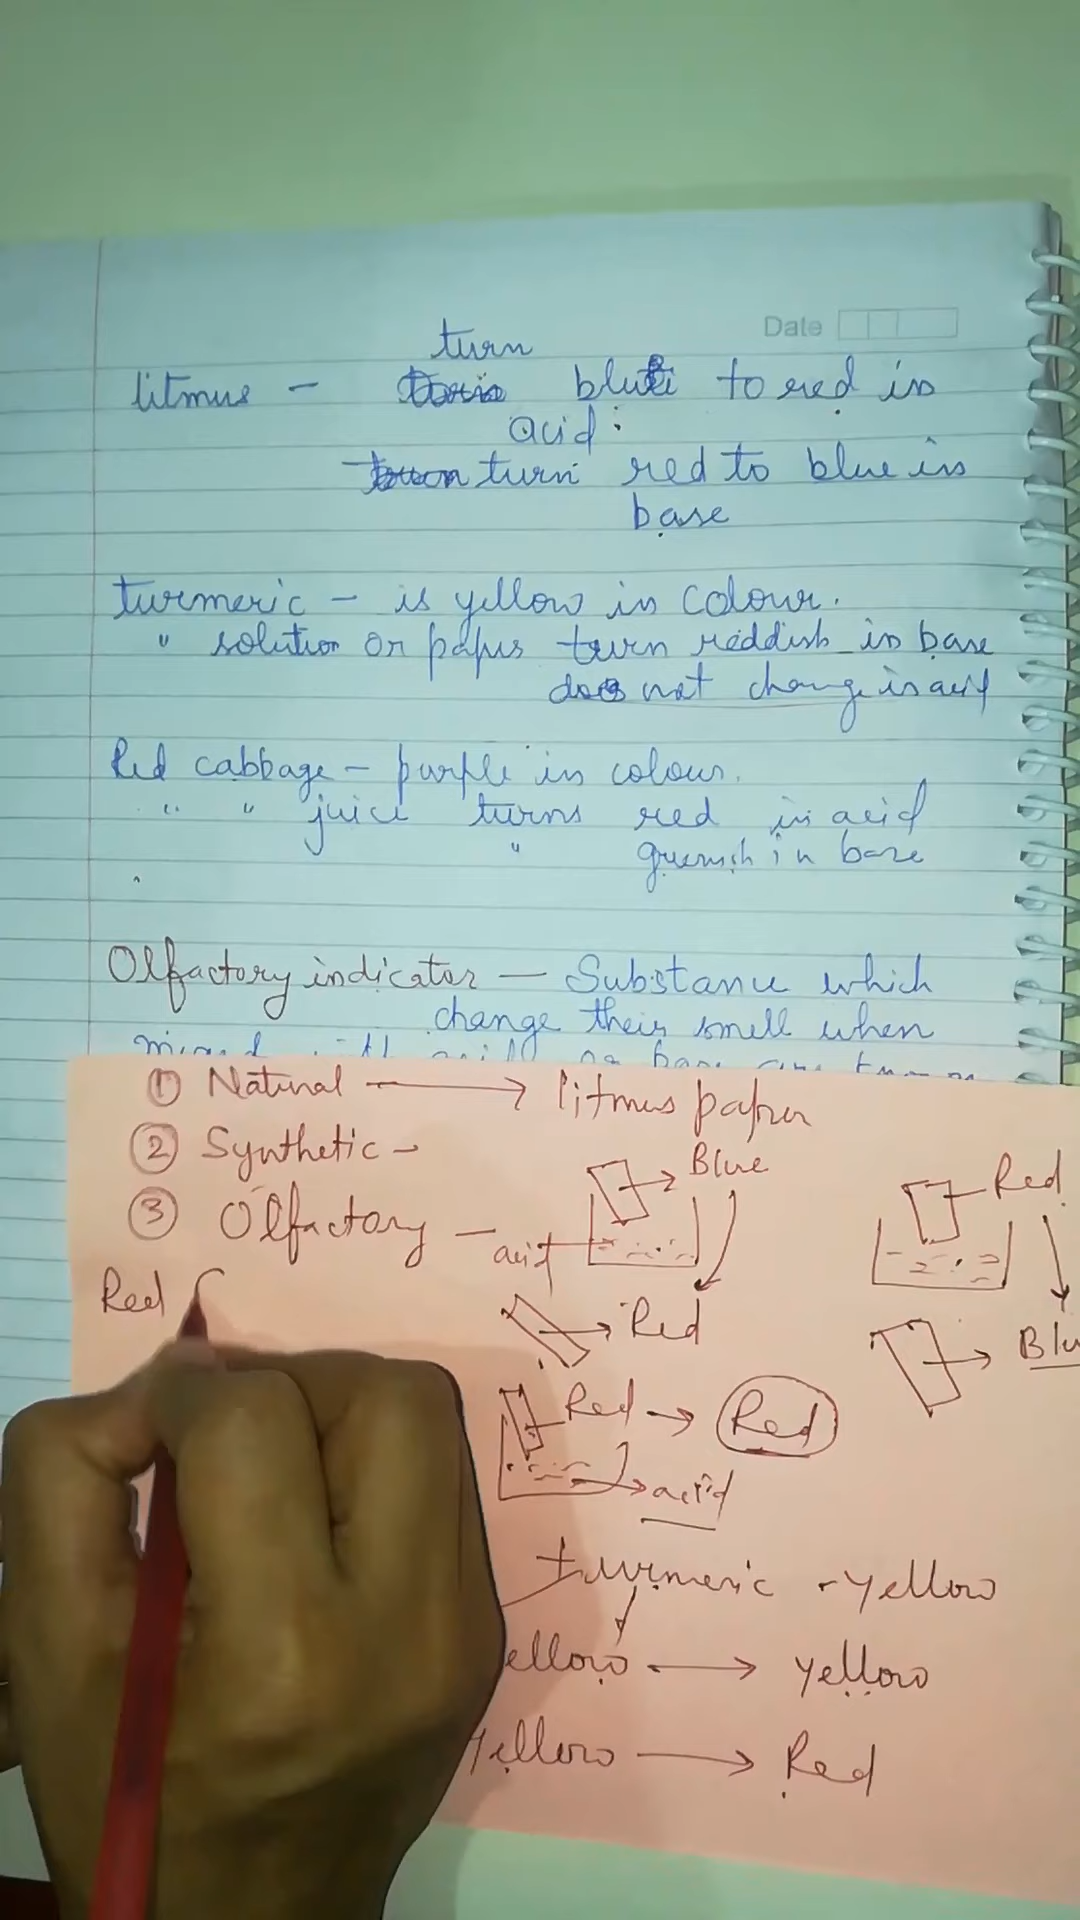 Date
turn
litmus - blue to red in
acid.
turn red to blue in
base
turmeric - is yellow in colour.
" solution or paper turn reddish in base
does not change in acid
Red cabbage - purple in colour.
" " juice turns red in acid
" greenish in base
Olfactory indicator - Substance which
change their smell when
① Natural → litmus paper
② Synthetic -
③ Olfactory -
Blue
acid
Red
Red → Red
acid
Red
Blu
Red C
turmeric - yellow
ellow → yellow
yellow → Red